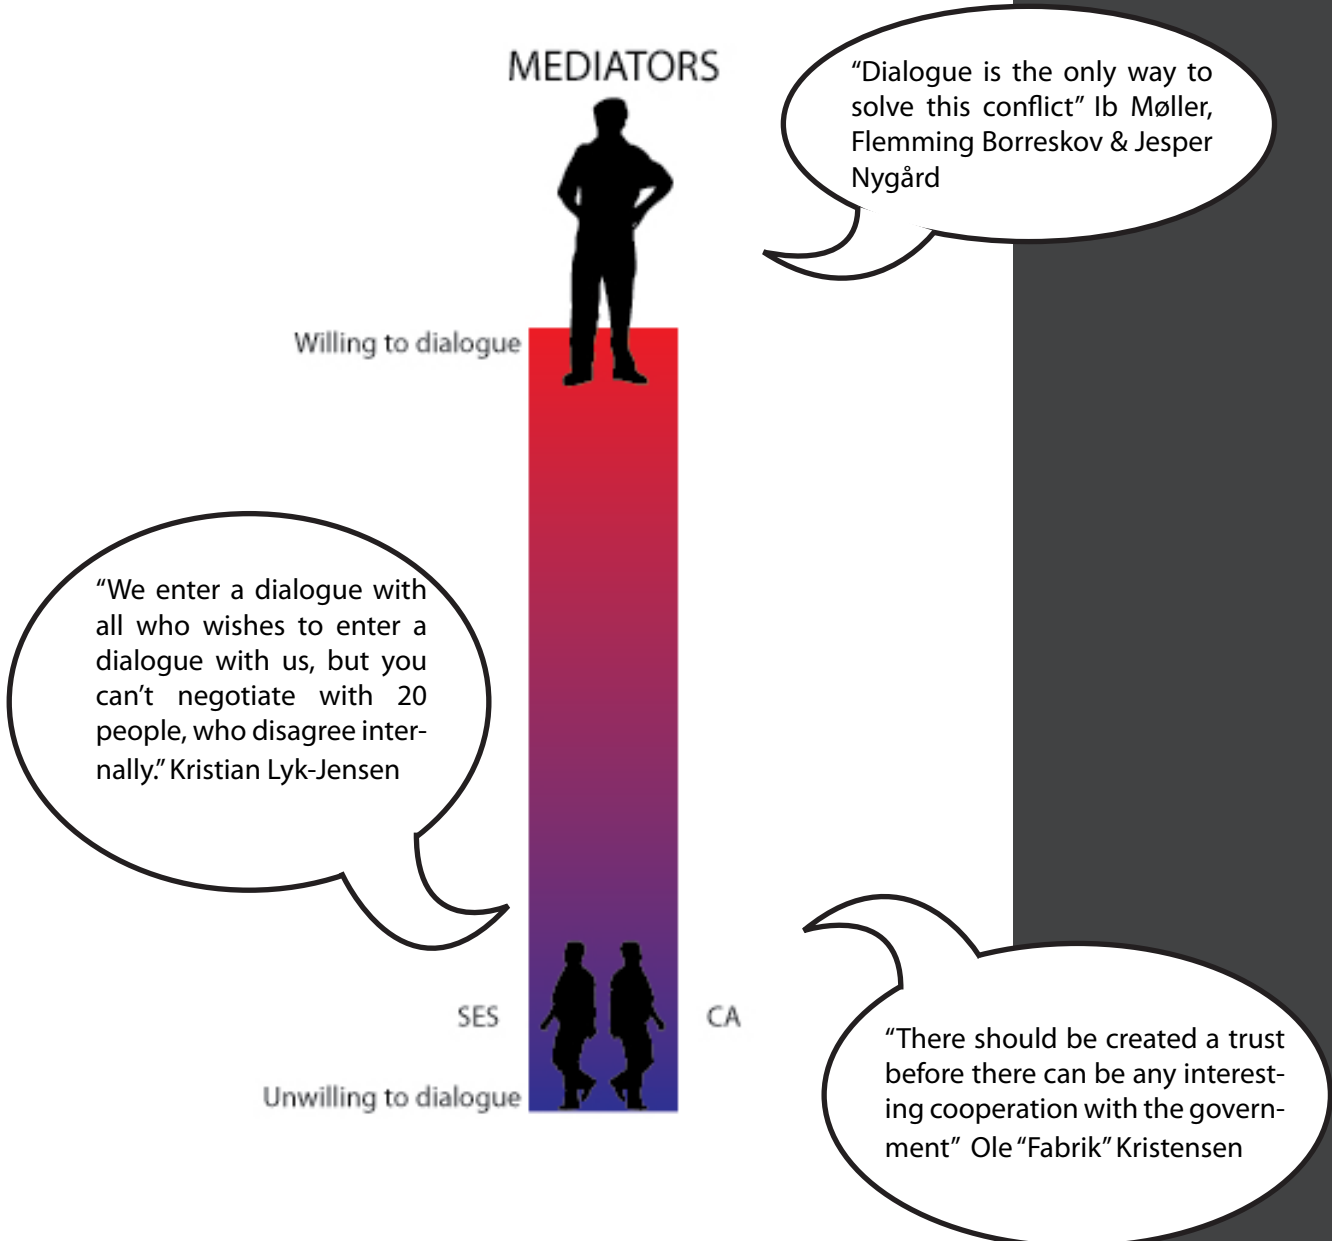 MEDIATORS
“Dialogue is the only way to
solve this conflict” Ib Møller,
Flemming Borreskov & Jesper
Nygård
Willing to dialogue
“We enter a dialogue with
all who wishes to enter a
dialogue with us, but you
can’t negotiate with 20
people, who disagree inter-
nally.” Kristian Lyk-Jensen
SES
CA
Unwilling to dialogue
“There should be created a trust
before there can be any interest-
ing cooperation with the govern-
ment” Ole “Fabrik” Kristensen